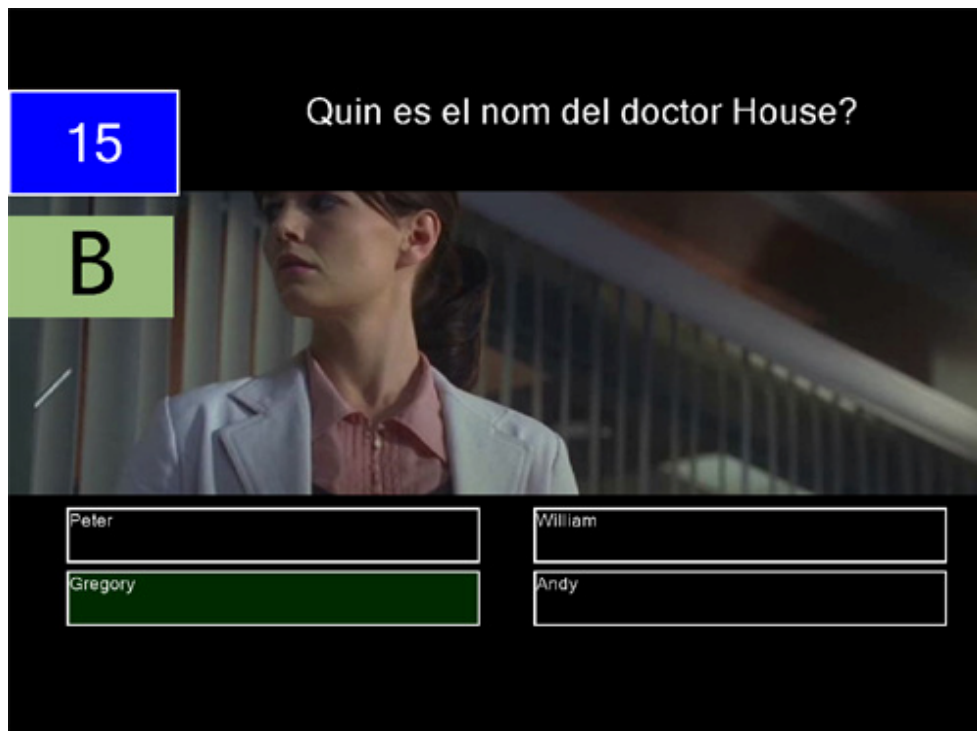 Quin es el nom del doctor House?
15
B
Peter
William
Gregory
Andy